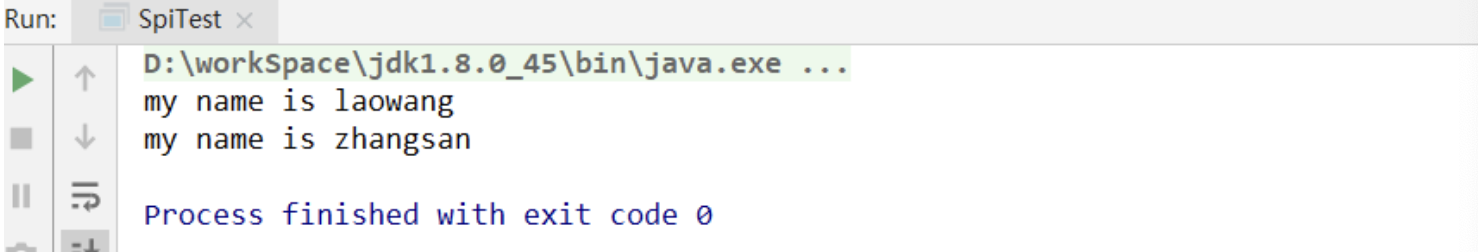 Run: SpiTest
D:\workSpace\jdk1.8.0_45\bin\java.exe ...
my name is laowang
my name is zhangsan
Process finished with exit code 0